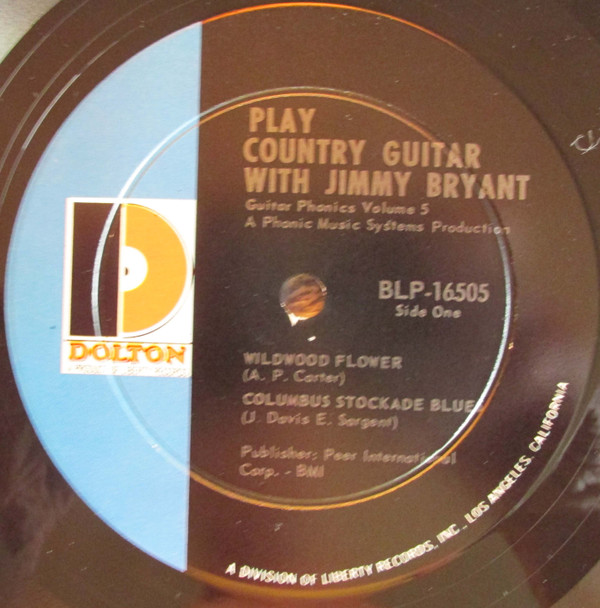 PLAY
COUNTRY GUITAR
WITH JIMMY BRYANT
Guitar Phonics Volume 5
A Phonic Music Systems Production
BLP-16505
Side One
DOLTON
WILDWOOD FLOWER
(A. P. Carter)
COLUMBUS STOCKADE BLUES
(J. Davis E. Sargent)
Publisher: Peer International
Corp. - BMI
A DIVISION OF LIBERTY RECORDS, INC., LOS ANGELES, CALIFORNIA